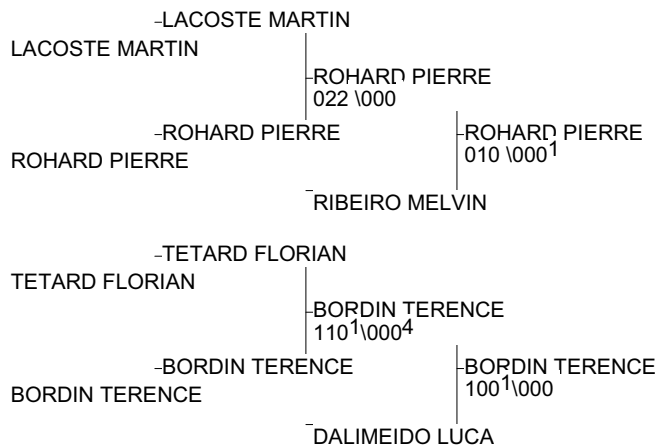 LACOSTE MARTIN
LACOSTE MARTIN
ROHARD PIERRE
022 \000
ROHARD PIERRE
ROHARD PIERRE
010 \000¹
ROHARD PIERRE
RIBEIRO MELVIN
TETARD FLORIAN
TETARD FLORIAN
BORDIN TERENCE
110¹\000⁴
BORDIN TERENCE
BORDIN TERENCE
100¹\000
BORDIN TERENCE
DALIMEIDO LUCA